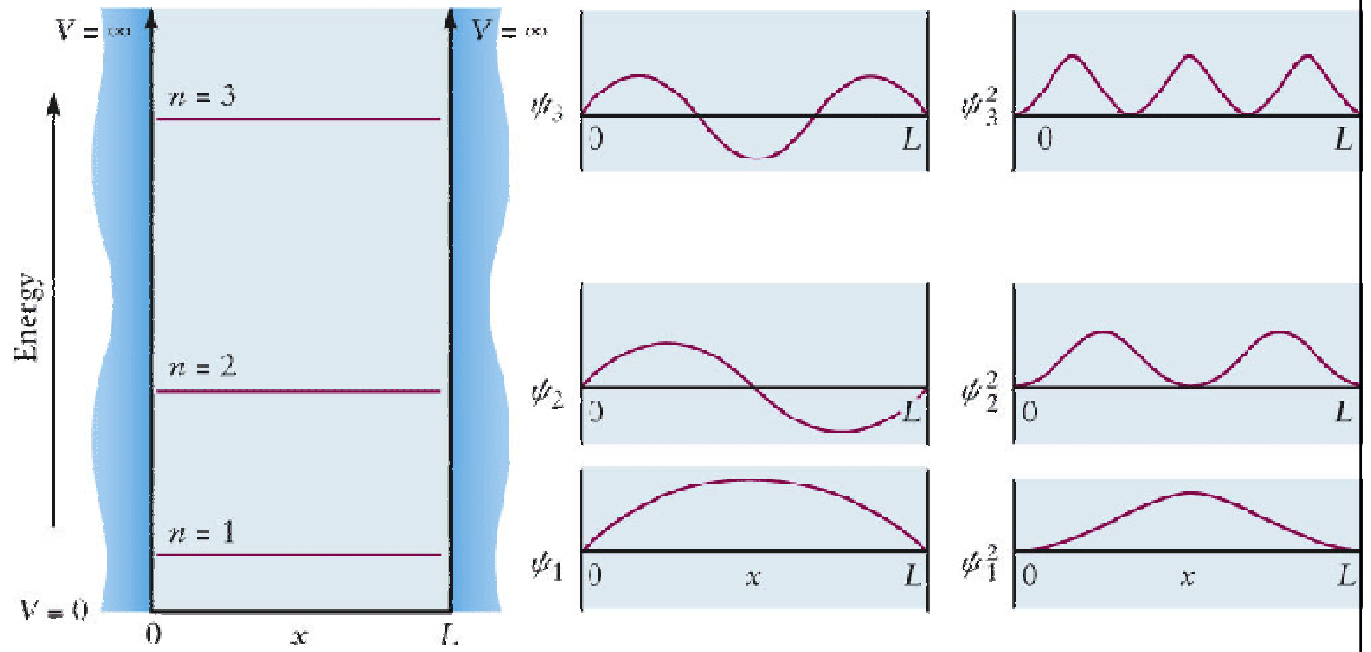 V = ∞
V = ∞
n = 3
n = 2
n = 1
Energy
V = 0
0
x
L
ψ₃
0
L
ψ₃²
0
L
ψ₂
0
L
ψ₂²
0
L
ψ₁
0
x
L
ψ₁²
0
x
L